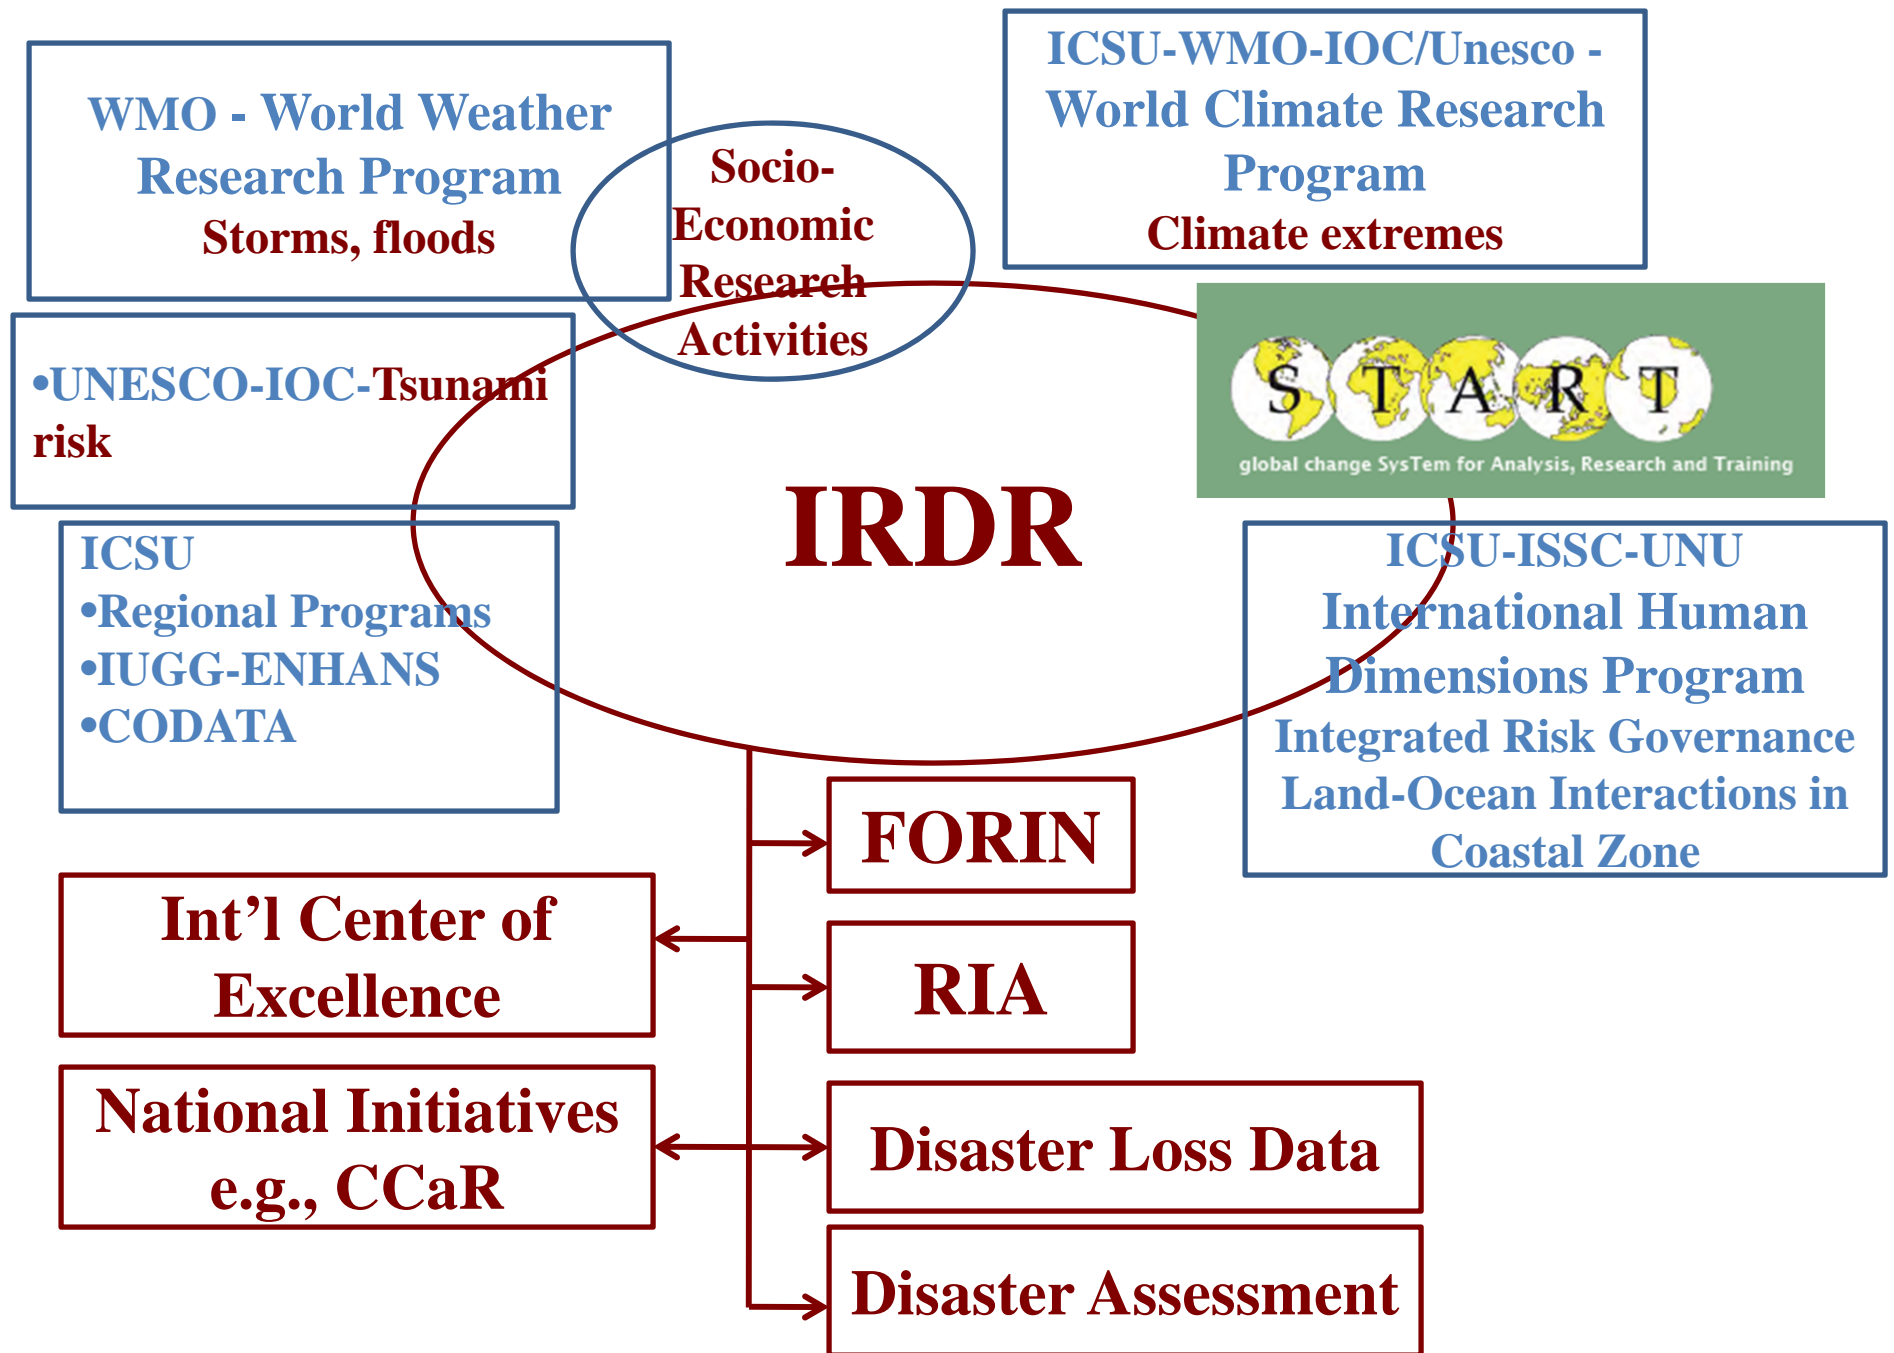 WMO - World Weather
Research Program
Storms, floods
Socio-
Economic
Research
Activities
ICSU-WMO-IOC/Unesco -
World Climate Research
Program
Climate extremes
•UNESCO-IOC-Tsunami
risk
START
global change SysTem for Analysis, Research and Training
IRDR
ICSU
•Regional Programs
•IUGG-ENHANS
•CODATA
ICSU-ISSC-UNU
International Human
Dimensions Program
Integrated Risk Governance
Land-Ocean Interactions in
Coastal Zone
FORIN
Int’l Center of
Excellence
RIA
National Initiatives
e.g., CCaR
Disaster Loss Data
Disaster Assessment